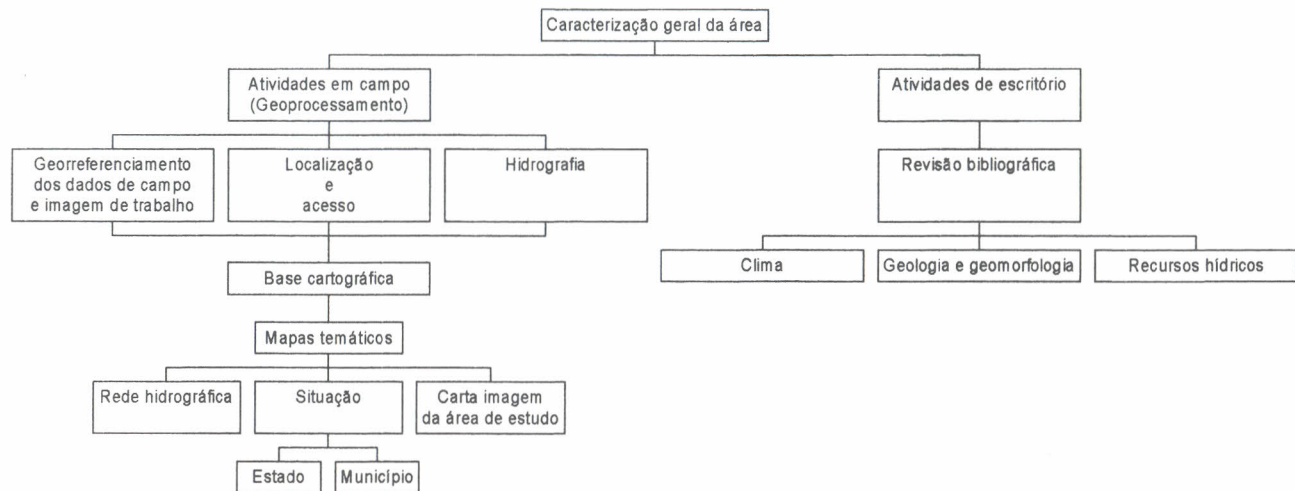 Caracterização geral da área
Atividades em campo
(Geoprocessamento)
Atividades de escritório
Georreferenciamento
dos dados de campo
e imagem de trabalho
Localização
e
acesso
Hidrografia
Revisão bibliográfica
Clima
Geologia e geomorfologia
Recursos hídricos
Base cartográfica
Mapas temáticos
Rede hidrográfica
Situação
Carta imagem
da área de estudo
Estado
Município